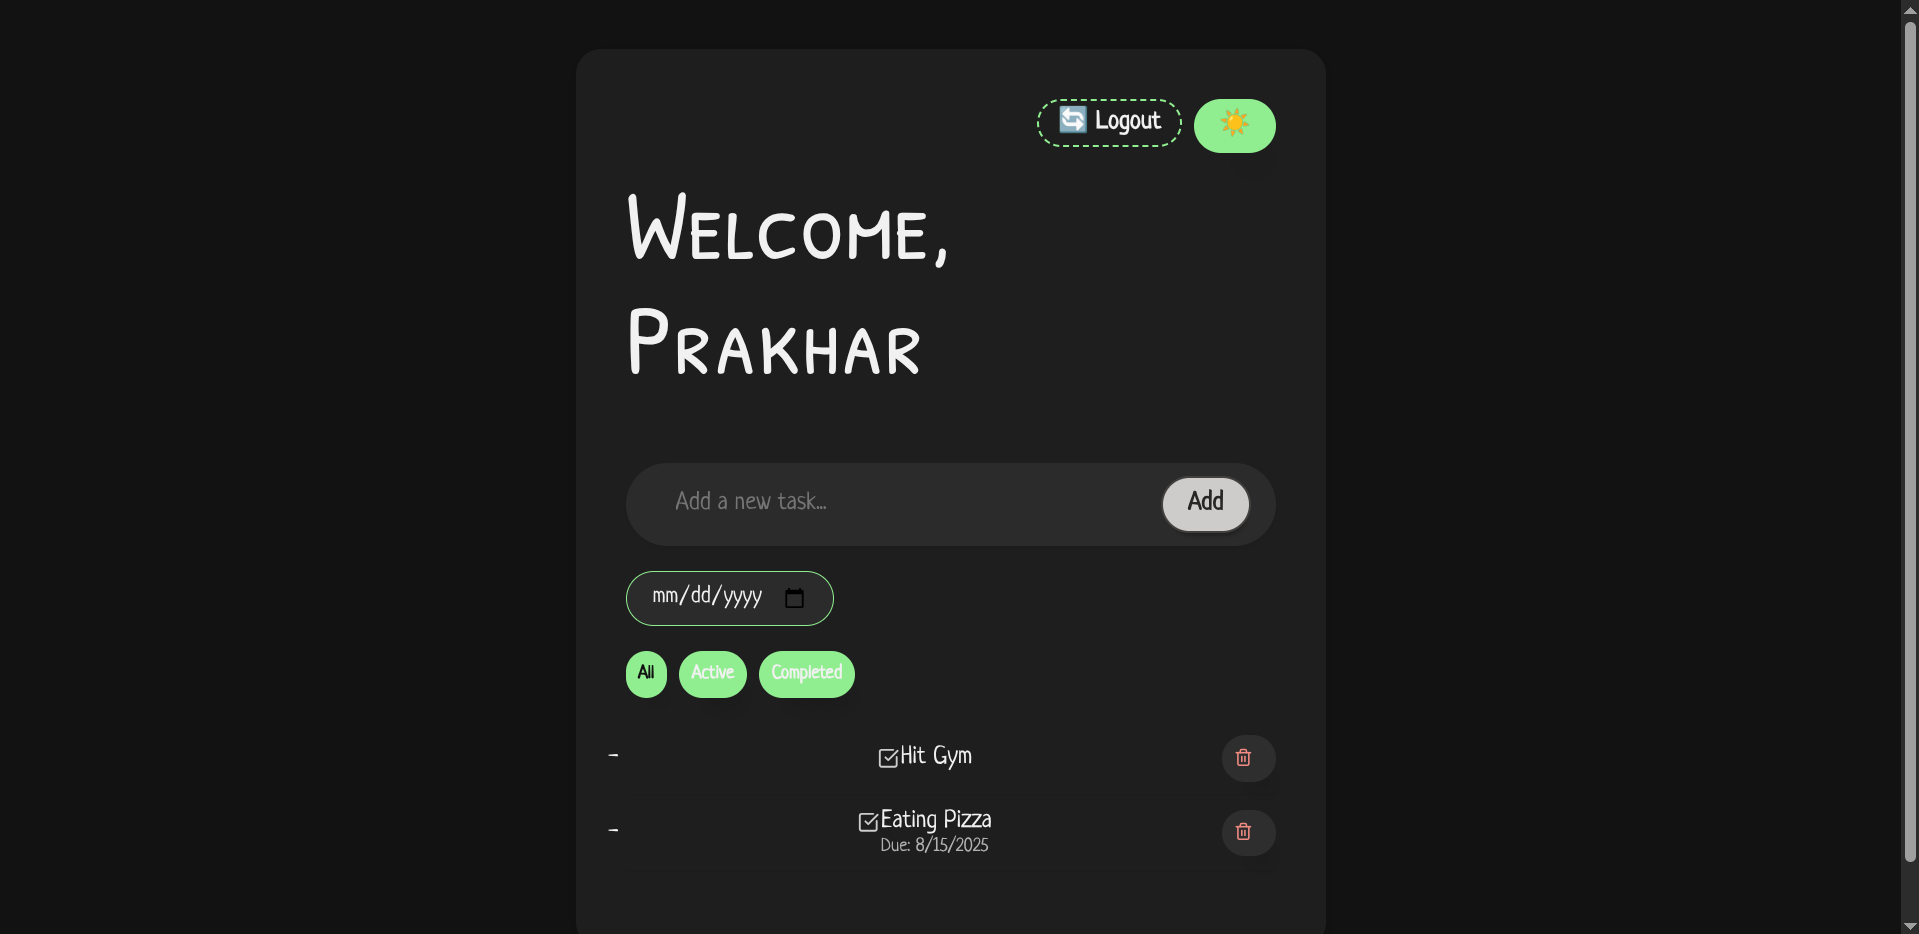 Logout
Welcome,
Prakhar
Add a new task...
Add
mm/dd/yyyy
All
Active
Completed
- Hit Gym
- Eating Pizza
Due: 8/15/2025